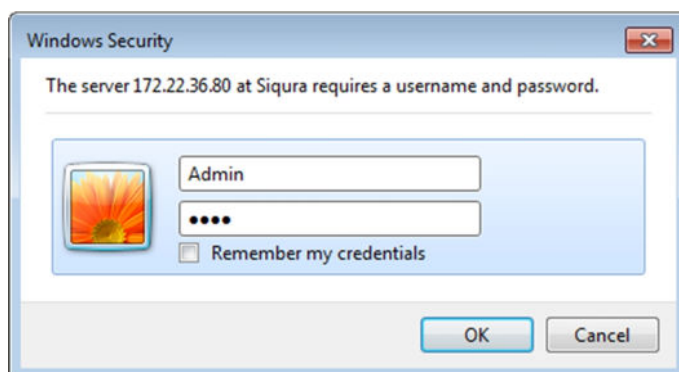 Windows Security
The server 172.22.36.80 at Siqura requires a username and password.
Admin
••••
Remember my credentials
OK
Cancel